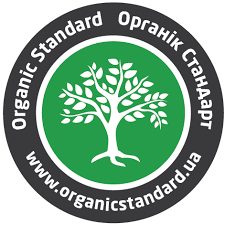 Organic Standard
Органік Стандарт
www.organicstandard.ua